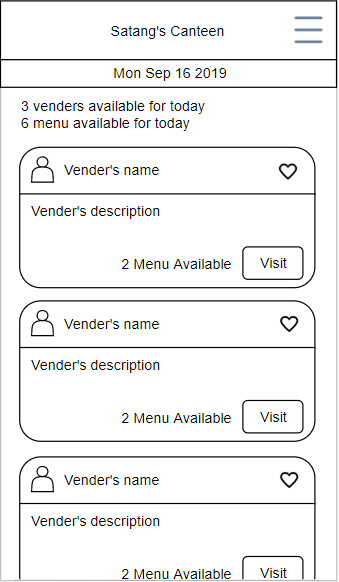 Satang's Canteen
Mon Sep 16 2019
3 venders available for today
6 menu available for today
Vender's name
Vender's description
2 Menu Available
Visit
Vender's name
Vender's description
2 Menu Available
Visit
Vender's name
Vender's description
2 Menu Available
Visit